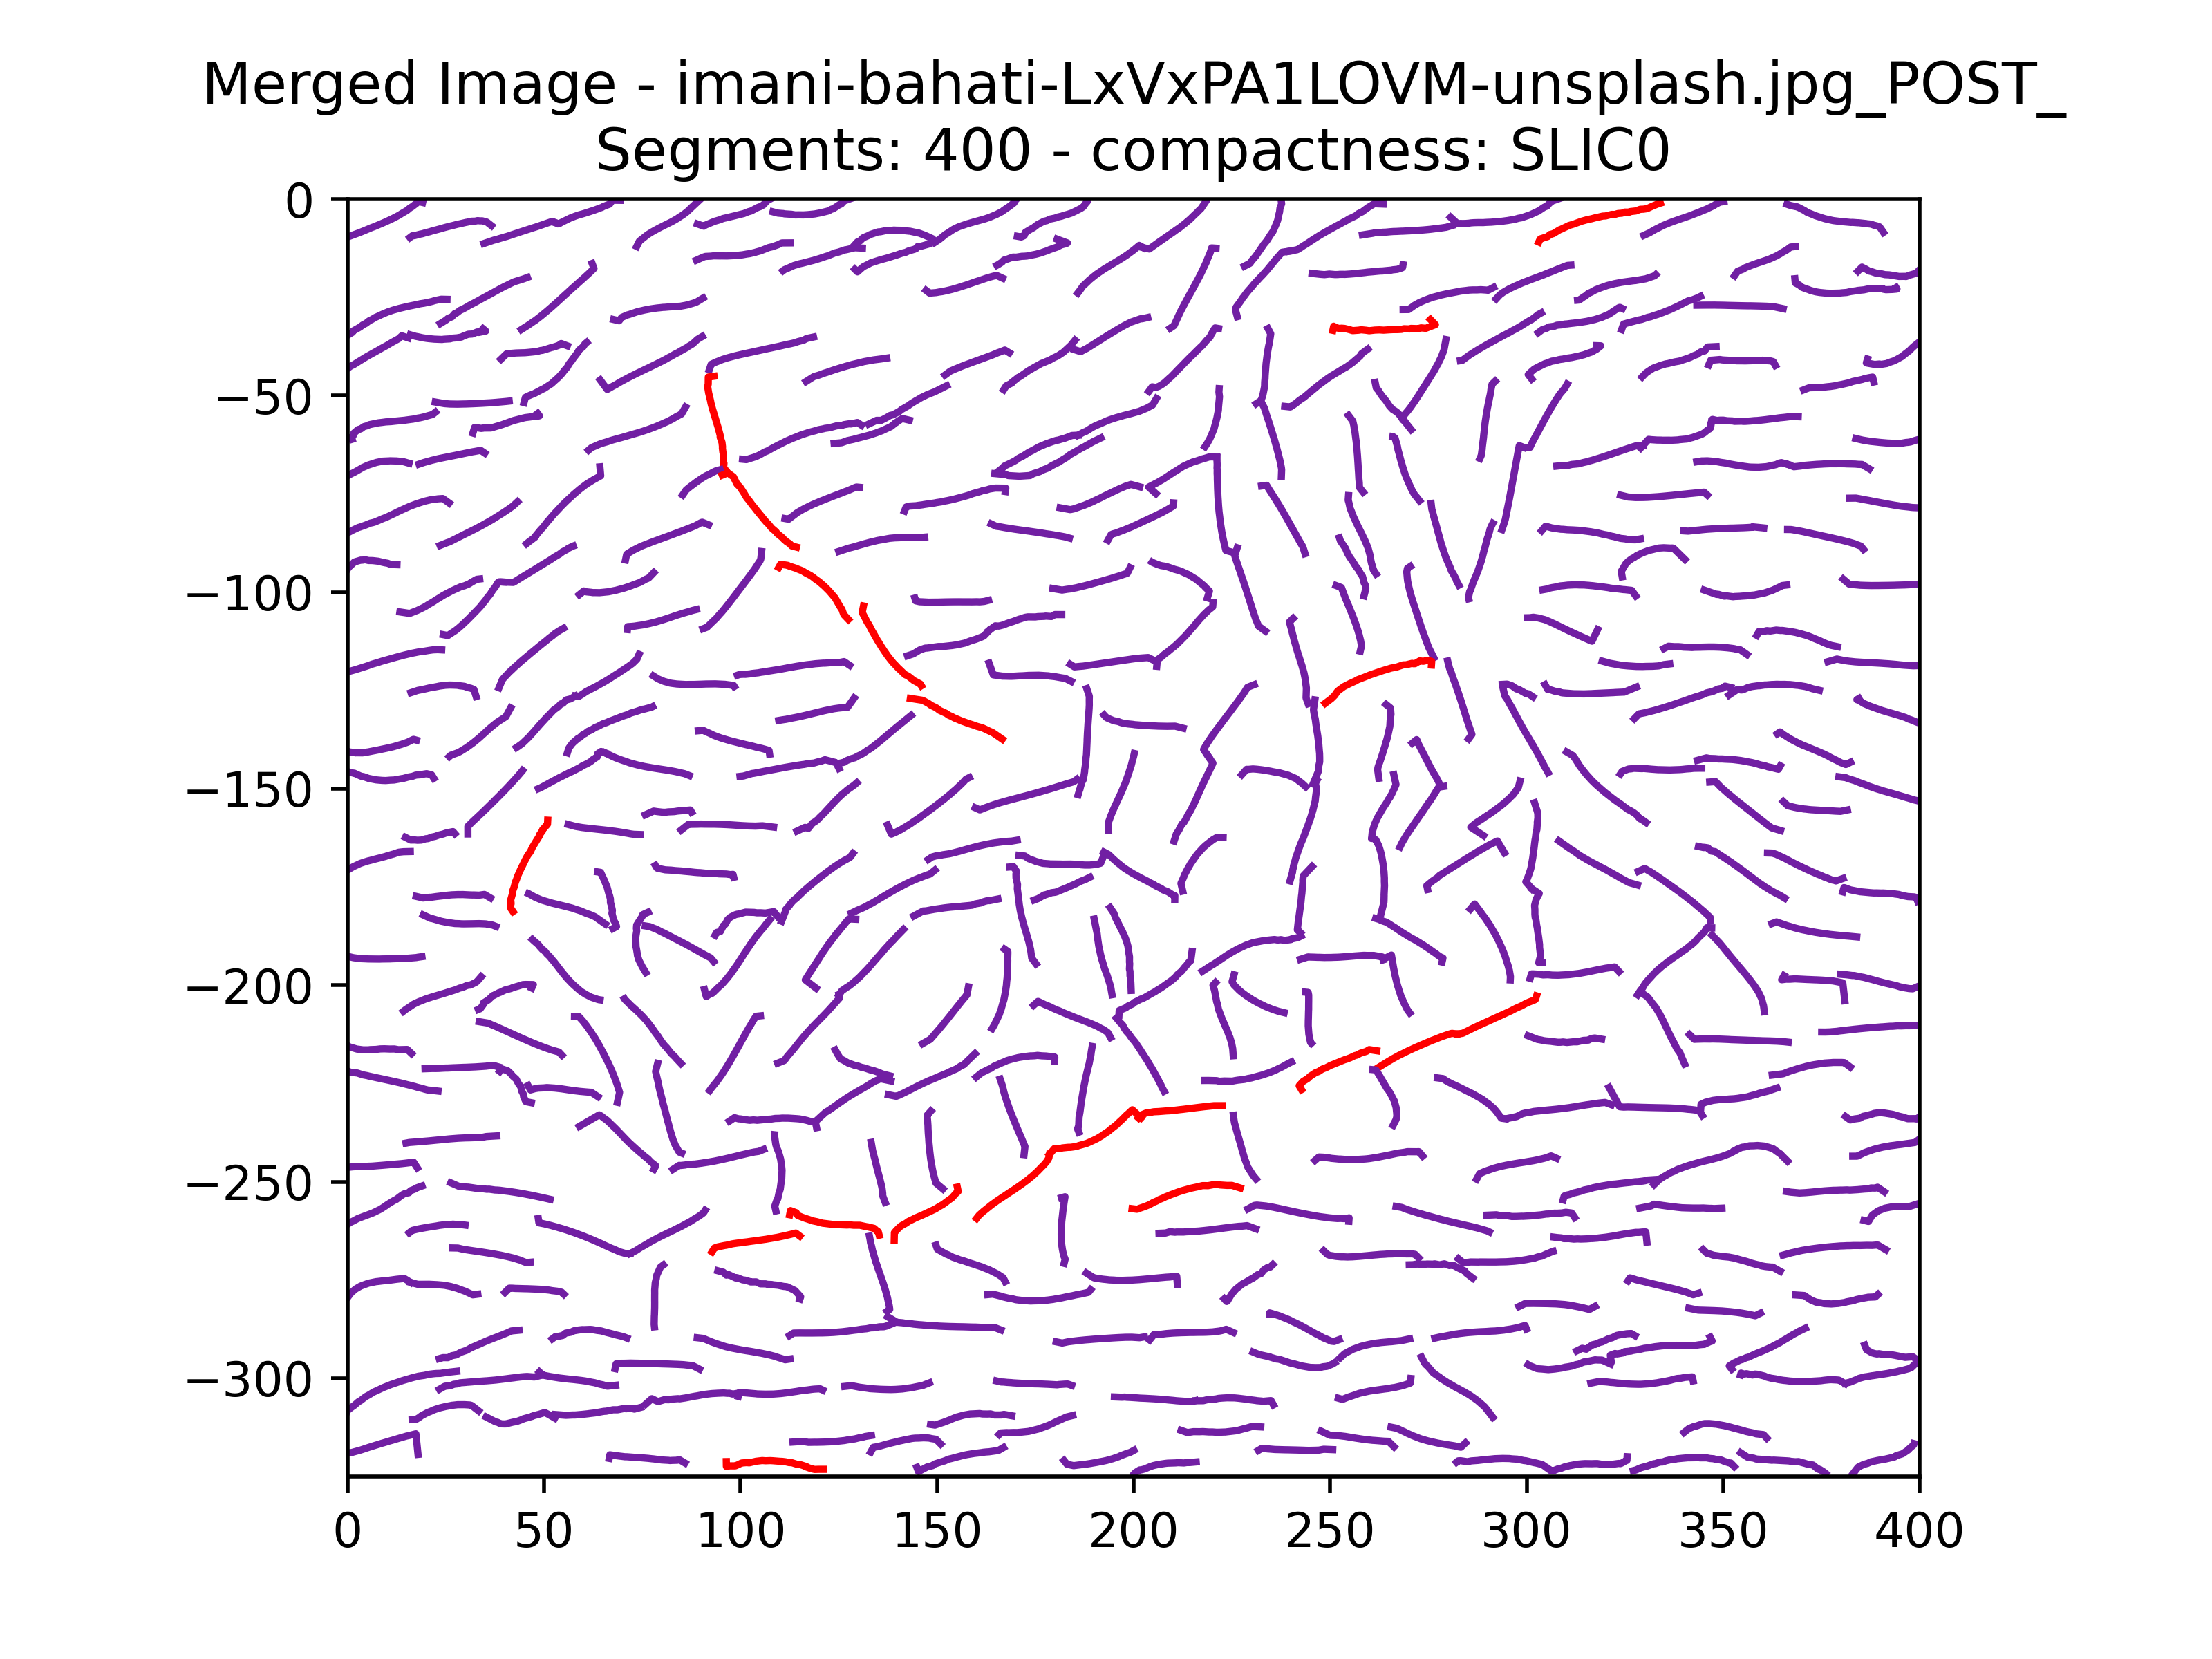 Merged Image - imani-bahati-LxVxPA1LOVM-unsplash.jpg_POST_
Segments: 400 - compactness: SLIC0
0
−50
−100
−150
−200
−250
−300
0 50 100 150 200 250 300 350 400